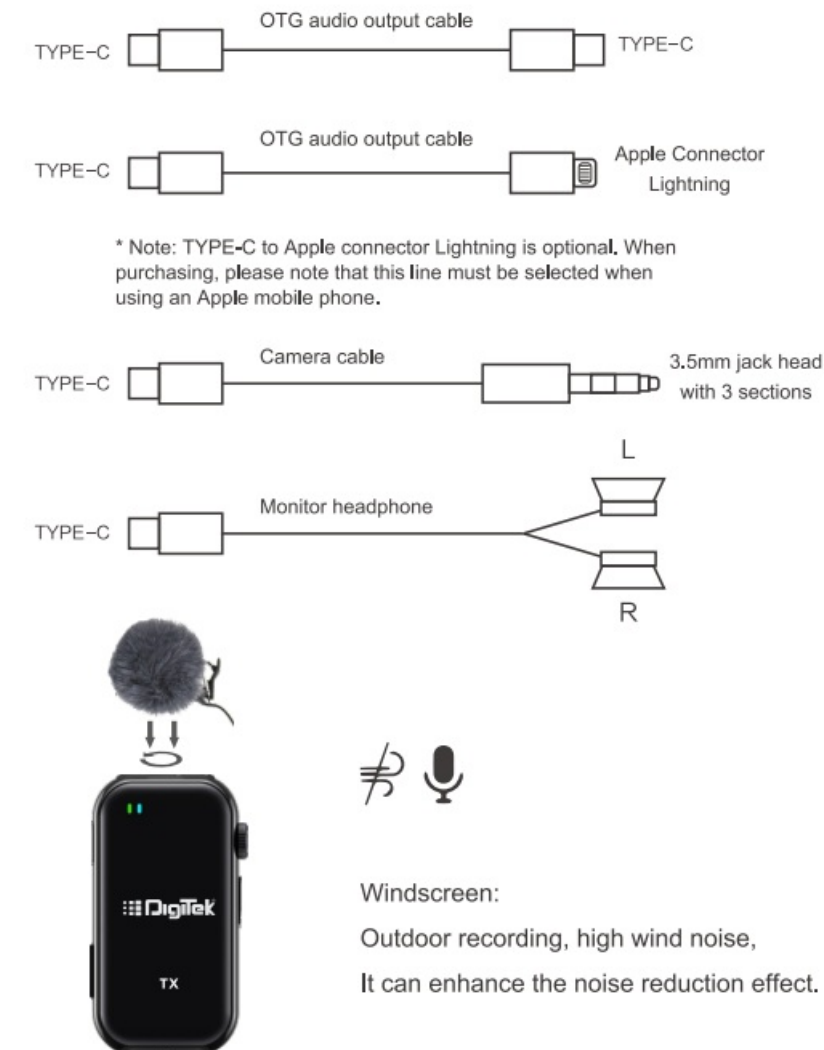 OTG audio output cable
TYPE-C
TYPE-C
OTG audio output cable
TYPE-C
Apple Connector
Lightning
* Note: TYPE-C to Apple connector Lightning is optional. When
purchasing, please note that this line must be selected when
using an Apple mobile phone.
Camera cable
TYPE-C
3.5mm jack head
with 3 sections
L
Monitor headphone
TYPE-C
R
DigiTek
TX
Windscreen:
Outdoor recording, high wind noise,
It can enhance the noise reduction effect.